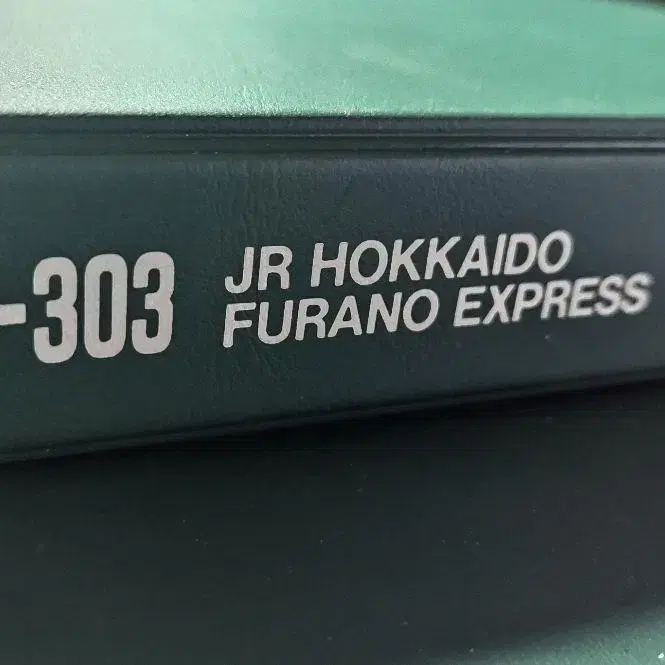 -303
JR HOKKAIDO
FURANO EXPRESS